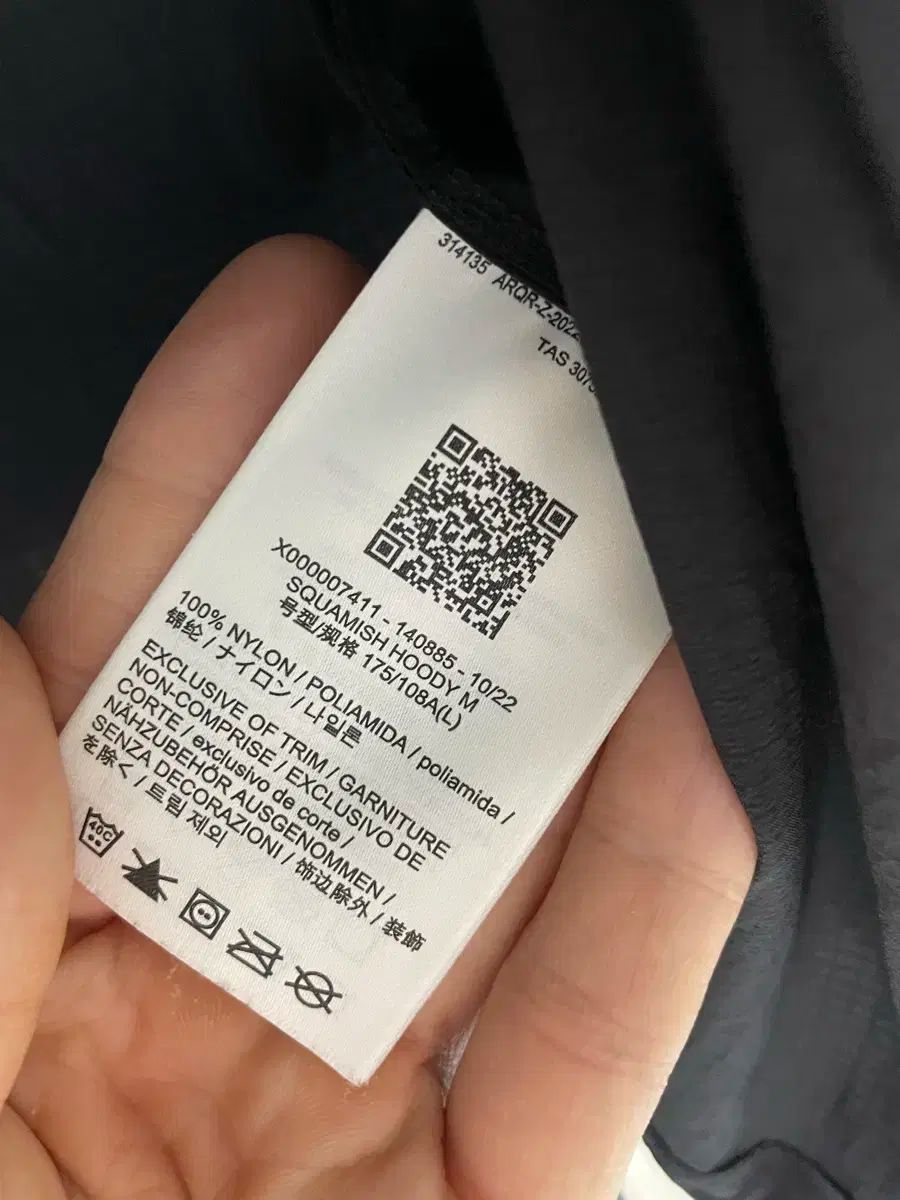 314135 ARQR-Z-2022
TAS 3075
X000007411 - 140885 - 10/22
SQUAMISH HOODY M
号型/规格 175/108A(L)
100% NYLON / POLIAMIDA / poliamida /
锦纶 / ナイロン / 나일론
EXCLUSIVE OF TRIM / GARNITURE
NON-COMPRISE / EXCLUSIVO DE
CORTE / exclusivo de corte /
NÄHZUBEHÖR AUSGENOMMEN /
SENZA DECORAZIONI / 饰边除外 / 装飾
を除く / 트림 제외
40C